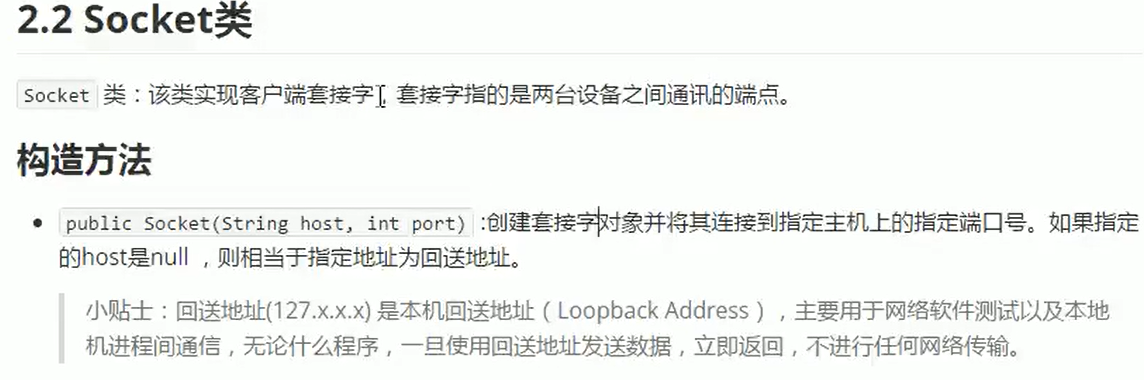 2.2 Socket类
Socket 类：该类实现客户端套接字，套接字指的是两台设备之间通讯的端点。
构造方法
public Socket(String host, int port) :创建套接字对象并将其连接到指定主机上的指定端口号。如果指定
的host是null ，则相当于指定地址为回送地址。
小贴士：回送地址(127.x.x.x) 是本机回送地址（Loopback Address），主要用于网络软件测试以及本地
机进程间通信，无论什么程序，一旦使用回送地址发送数据，立即返回，不进行任何网络传输。